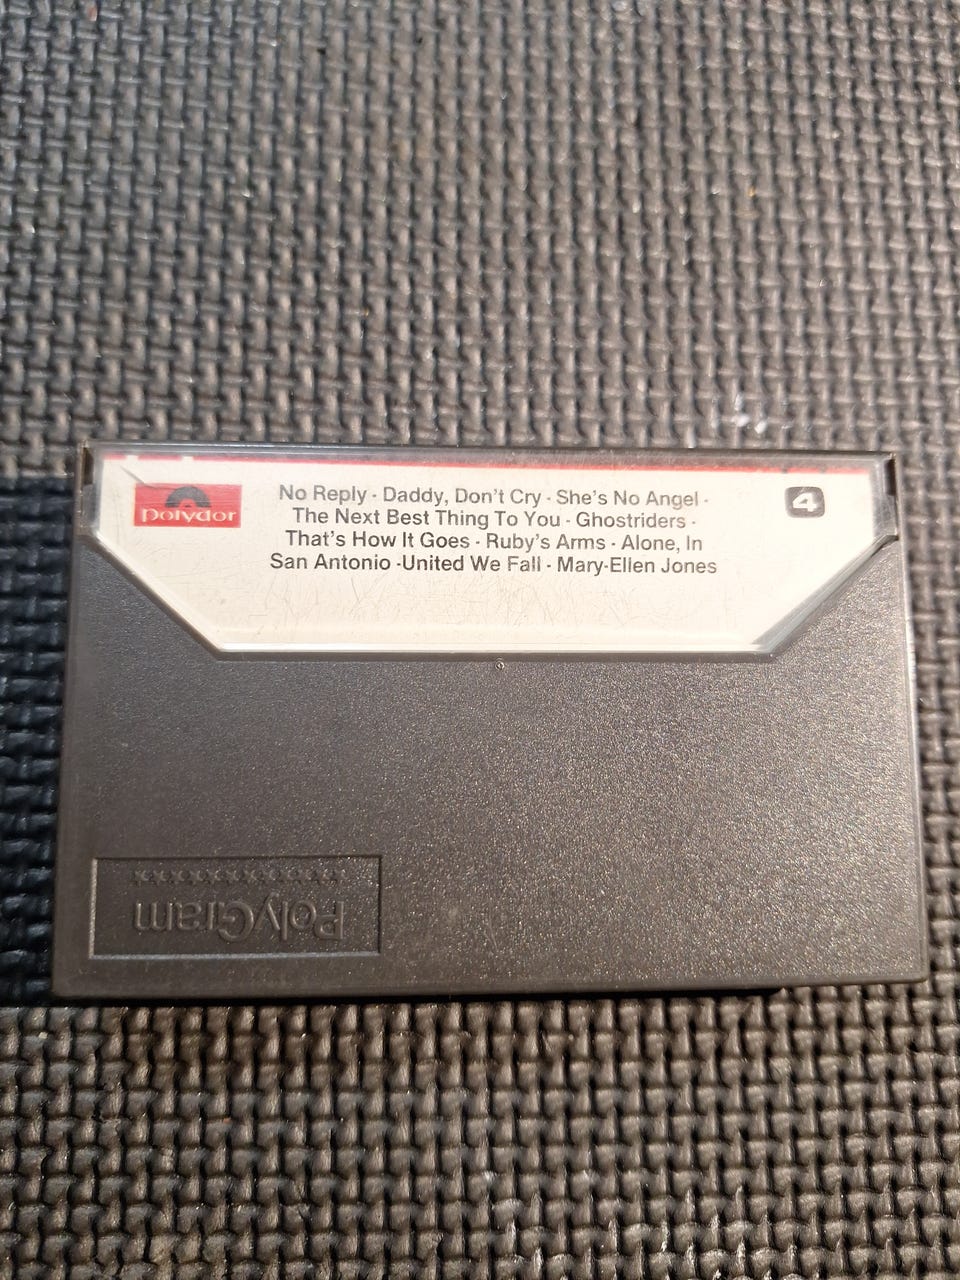 polydor
No Reply · Daddy, Don't Cry · She's No Angel ·
The Next Best Thing To You · Ghostriders ·
That's How It Goes · Ruby's Arms · Alone, In
San Antonio ·United We Fall · Mary-Ellen Jones
4
PolyGram